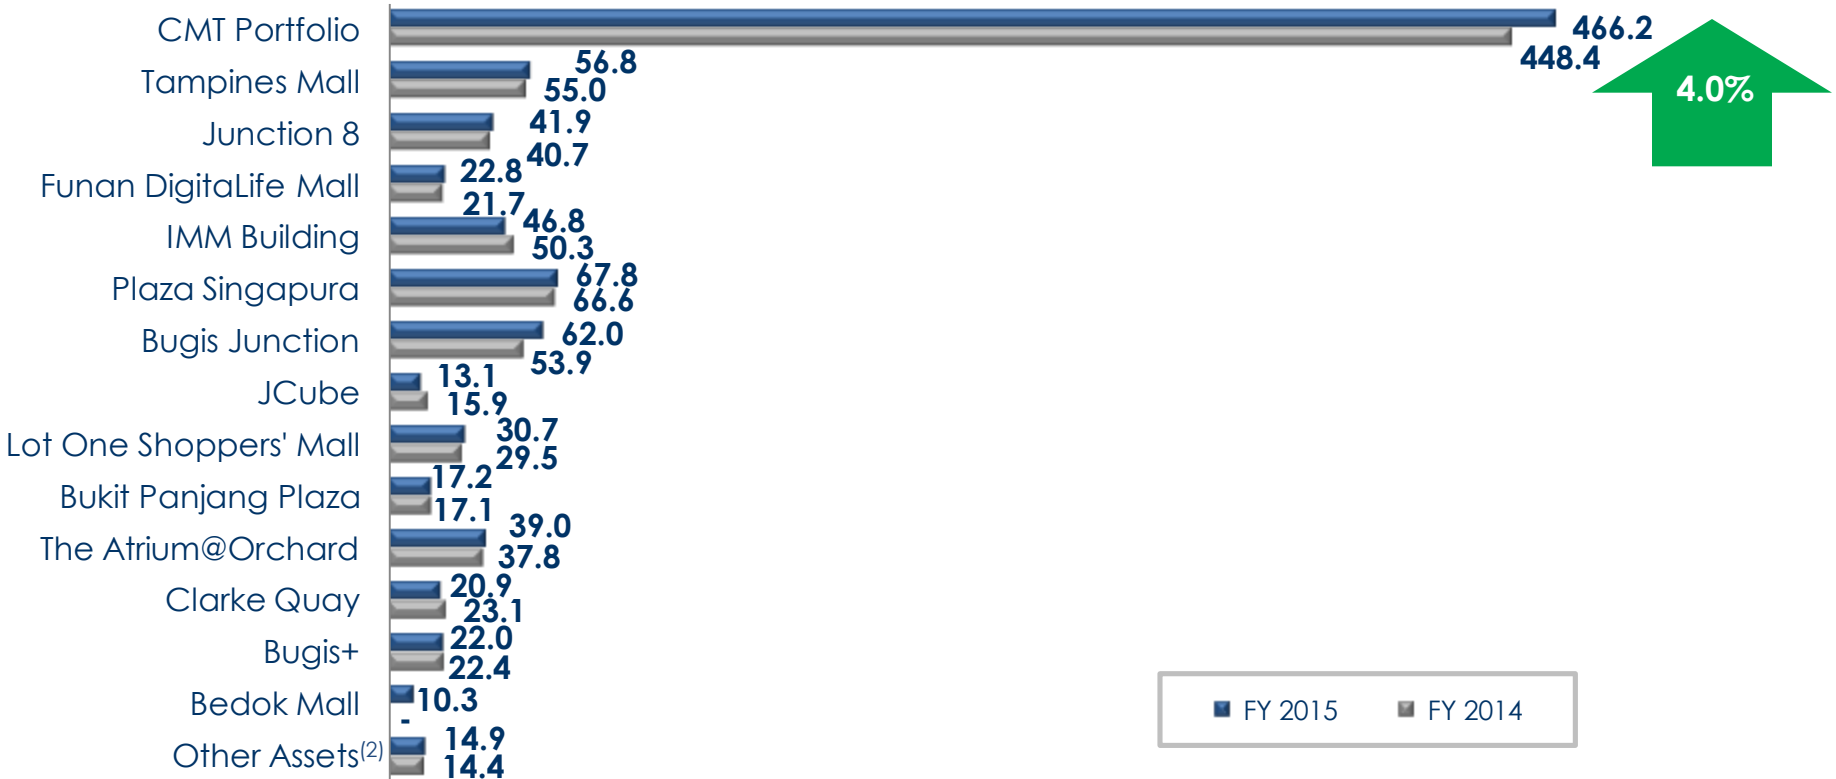 CMT Portfolio
466.2
448.4
4.0%
Tampines Mall
56.8
55.0
Junction 8
41.9
40.7
Funan DigitaLife Mall
22.8
21.7
IMM Building
46.8
50.3
Plaza Singapura
67.8
66.6
Bugis Junction
62.0
53.9
JCube
13.1
15.9
Lot One Shoppers' Mall
30.7
29.5
Bukit Panjang Plaza
17.2
17.1
The Atrium@Orchard
39.0
37.8
Clarke Quay
20.9
23.1
Bugis+
22.0
22.4
Bedok Mall
10.3
-
Other Assets(2)
14.9
14.4
FY 2015
FY 2014